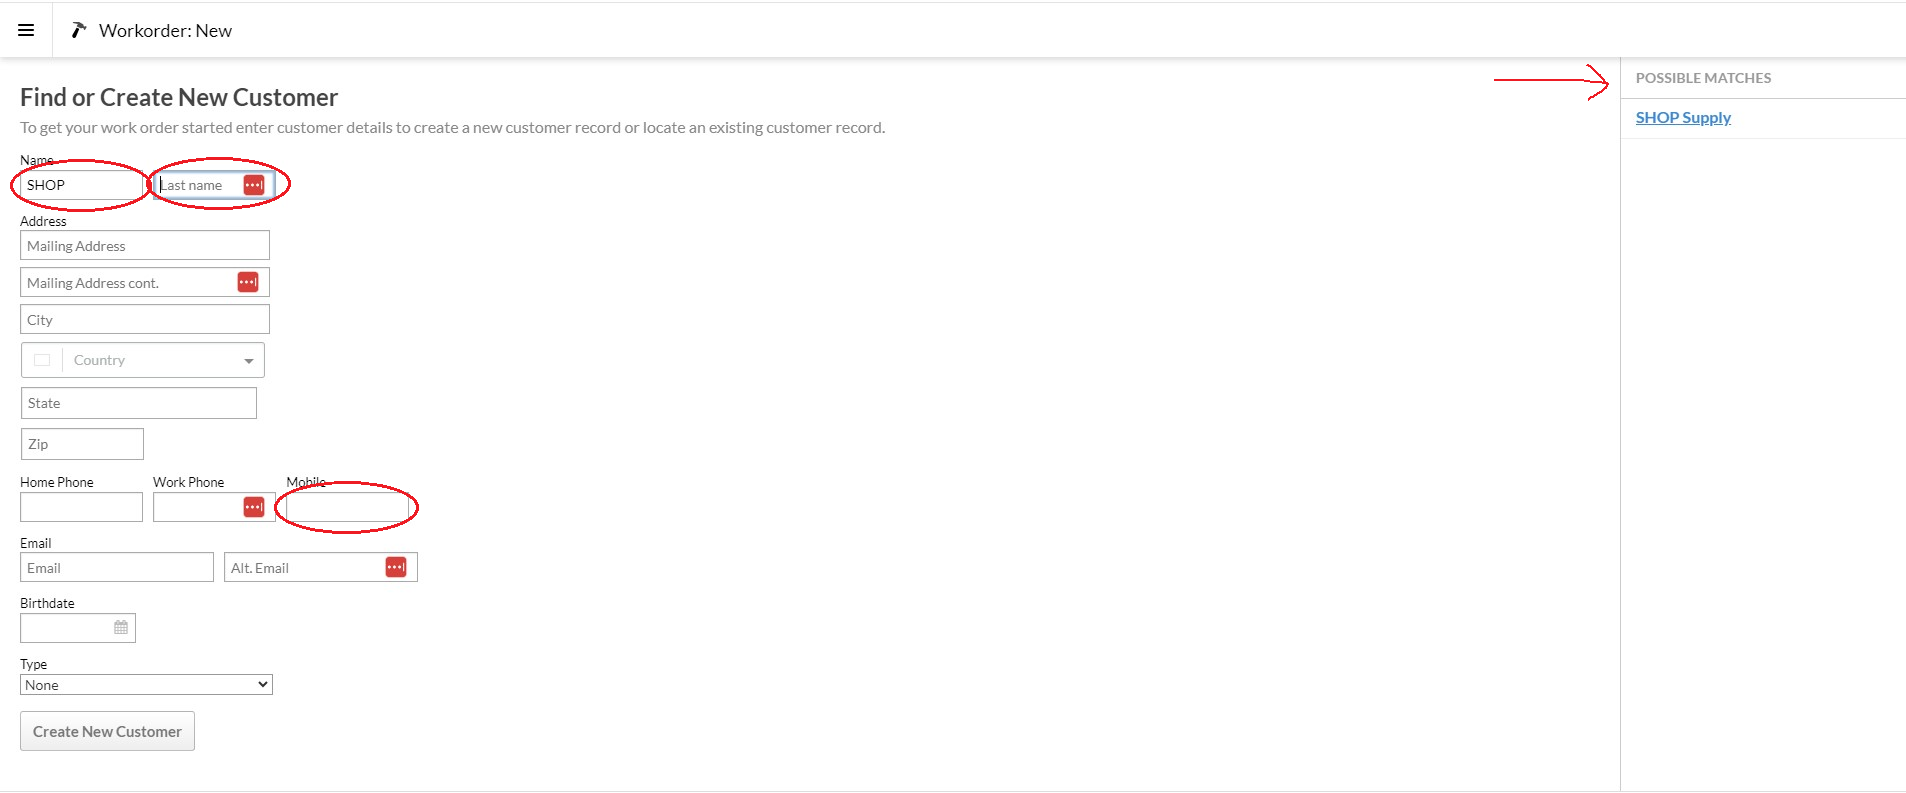 Workorder: New
POSSIBLE MATCHES
SHOP Supply
Find or Create New Customer
To get your work order started enter customer details to create a new customer record or locate an existing customer record.
Name
SHOP Last name
Address
Mailing Address
Mailing Address cont.
City
Country
State
Zip
Home Phone Work Phone Mobile
Email
Email Alt. Email
Birthdate
Type
None
Create New Customer